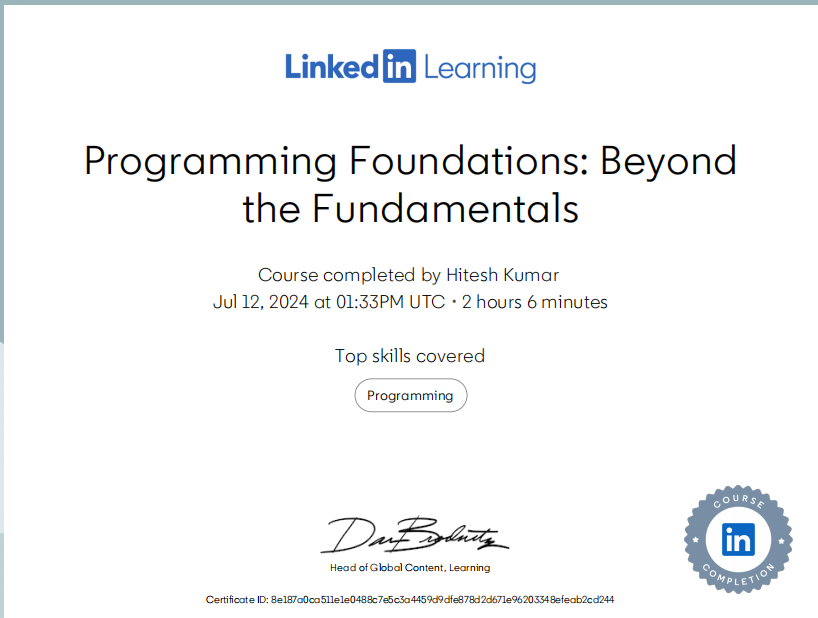 Linked in Learning
Programming Foundations: Beyond
the Fundamentals
Course completed by Hitesh Kumar
Jul 12, 2024 at 01:33PM UTC • 2 hours 6 minutes
Top skills covered
Programming
Head of Global Content, Learning
COURSE
in
COMPLETION
Certificate ID: 8e187a0ca511e1e0488c7e5c3a4459d9dfe878d2d671e96203348efeab2cd244